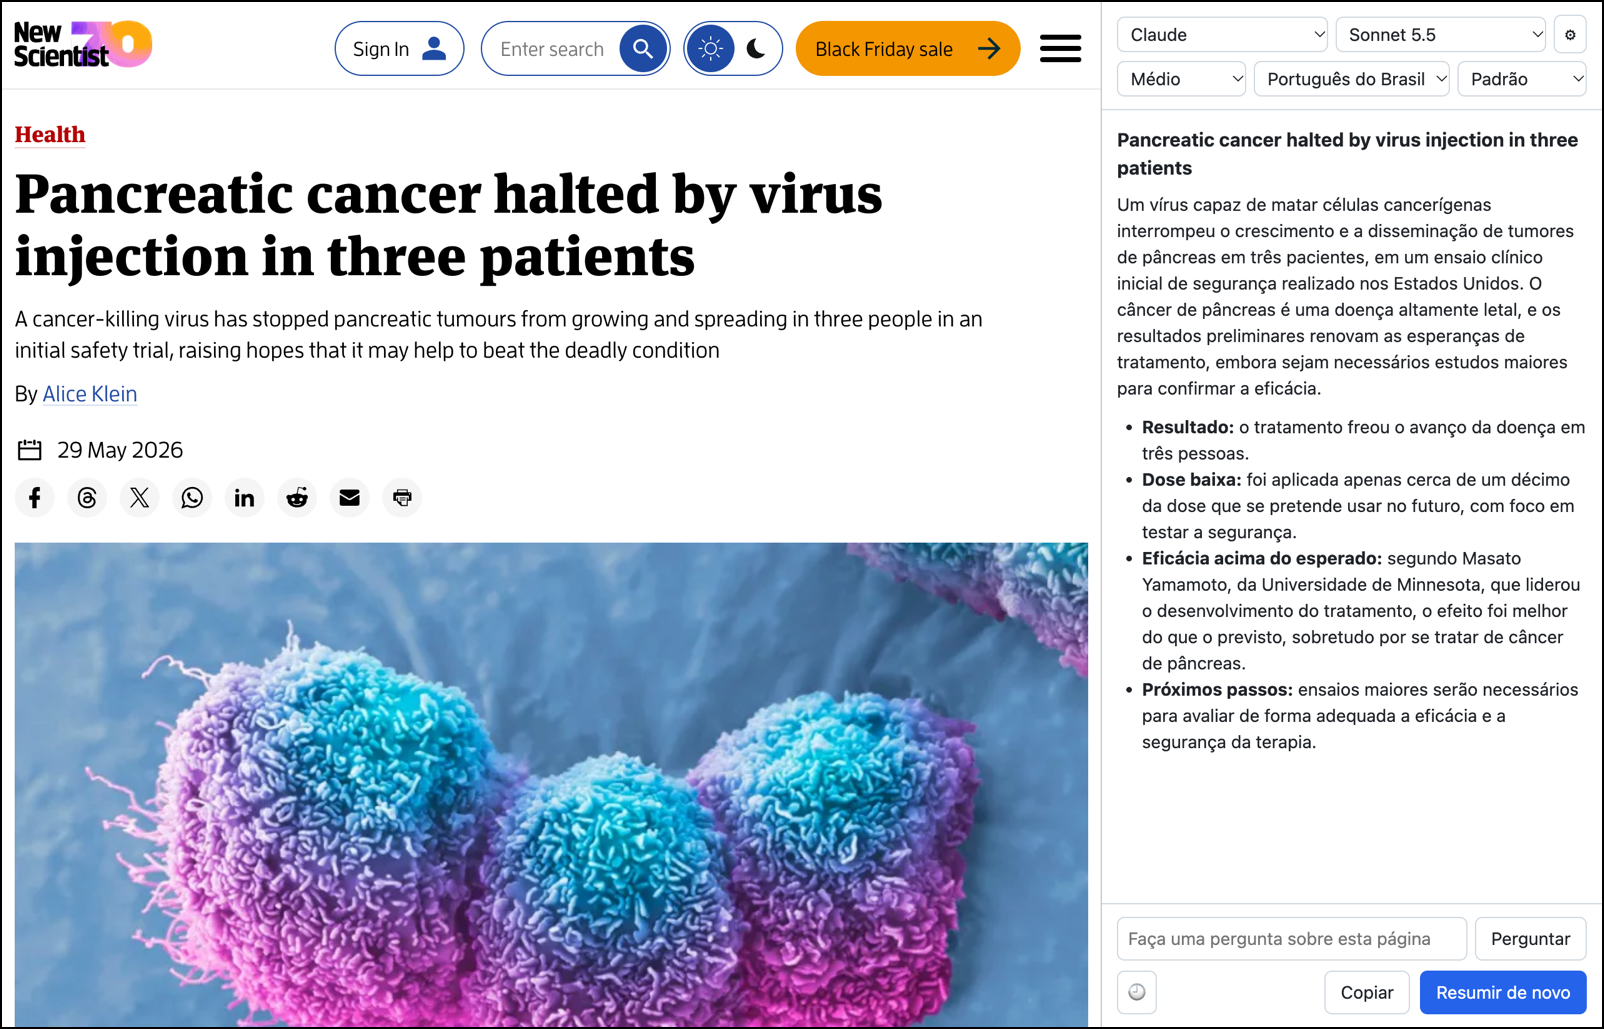 New
Scientist
70
Sign In
Enter search
Black Friday sale
Health
Pancreatic cancer halted by virus
injection in three patients
A cancer-killing virus has stopped pancreatic tumours from growing and spreading in three people in an
initial safety trial, raising hopes that it may help to beat the deadly condition
By Alice Klein
29 May 2026
Claude
Sonnet 5.5
Médio
Português do Brasil
Padrão
Pancreatic cancer halted by virus injection in three
patients
Um vírus capaz de matar células cancerígenas
interrompeu o crescimento e a disseminação de tumores
de pâncreas em três pacientes, em um ensaio clínico
inicial de segurança realizado nos Estados Unidos. O
câncer de pâncreas é uma doença altamente letal, e os
resultados preliminares renovam as esperanças de
tratamento, embora sejam necessários estudos maiores
para confirmar a eficácia.
• Resultado: o tratamento freou o avanço da doença em
três pessoas.
• Dose baixa: foi aplicada apenas cerca de um décimo
da dose que se pretende usar no futuro, com foco em
testar a segurança.
• Eficácia acima do esperado: segundo Masato
Yamamoto, da Universidade de Minnesota, que liderou
o desenvolvimento do tratamento, o efeito foi melhor
do que o previsto, sobretudo por se tratar de câncer
de pâncreas.
• Próximos passos: ensaios maiores serão necessários
para avaliar de forma adequada a eficácia e a
segurança da terapia.
Faça uma pergunta sobre esta página
Perguntar
Copiar
Resumir de novo